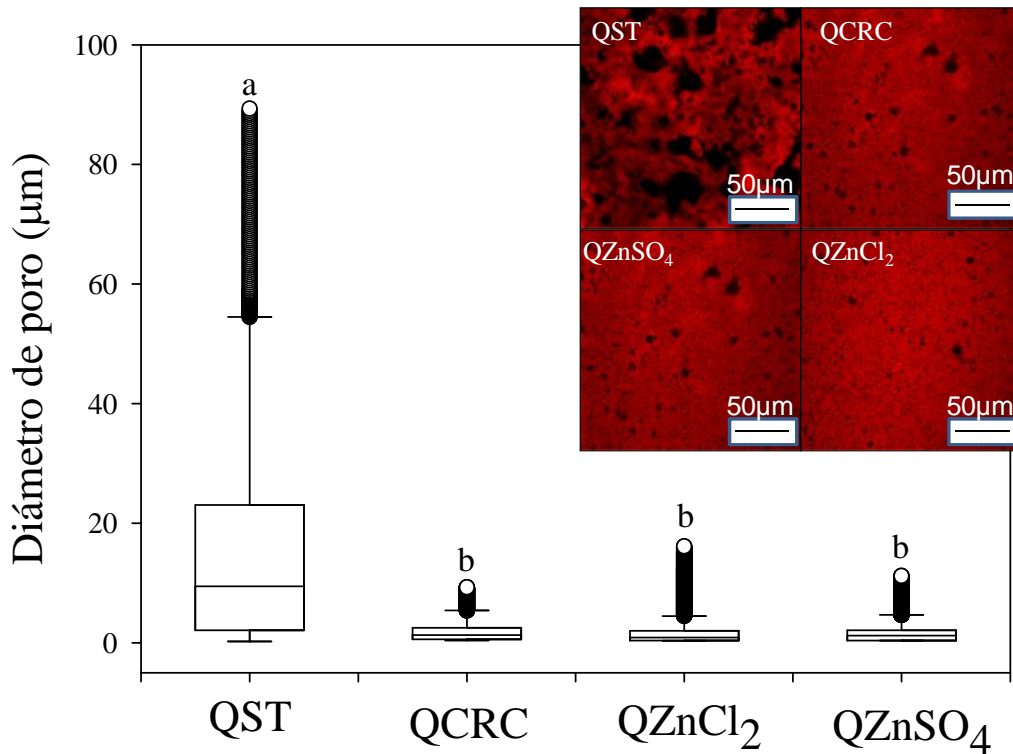 Diámetro de poro (µm)
100
80
60
40
20
0
a
b
b
b
QST
QCRC
QZnCl₂
QZnSO₄
QST
50µm
QCRC
50µm
QZnSO₄
50µm
QZnCl₂
50µm